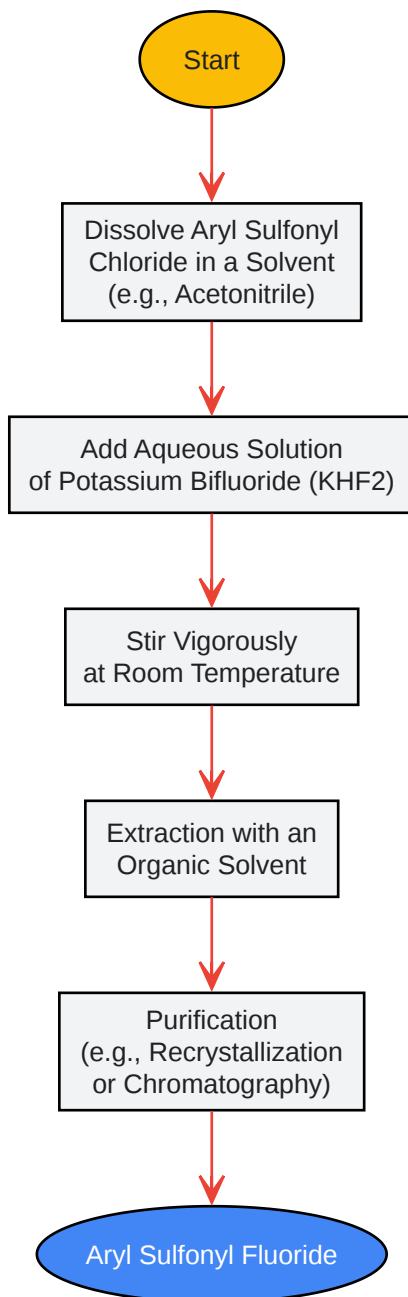 Start
Dissolve Aryl Sulfonyl
Chloride in a Solvent
(e.g., Acetonitrile)
Add Aqueous Solution
of Potassium Bifluoride (KHF2)
Stir Vigorously
at Room Temperature
Extraction with an
Organic Solvent
Purification
(e.g., Recrystallization
or Chromatography)
Aryl Sulfonyl Fluoride